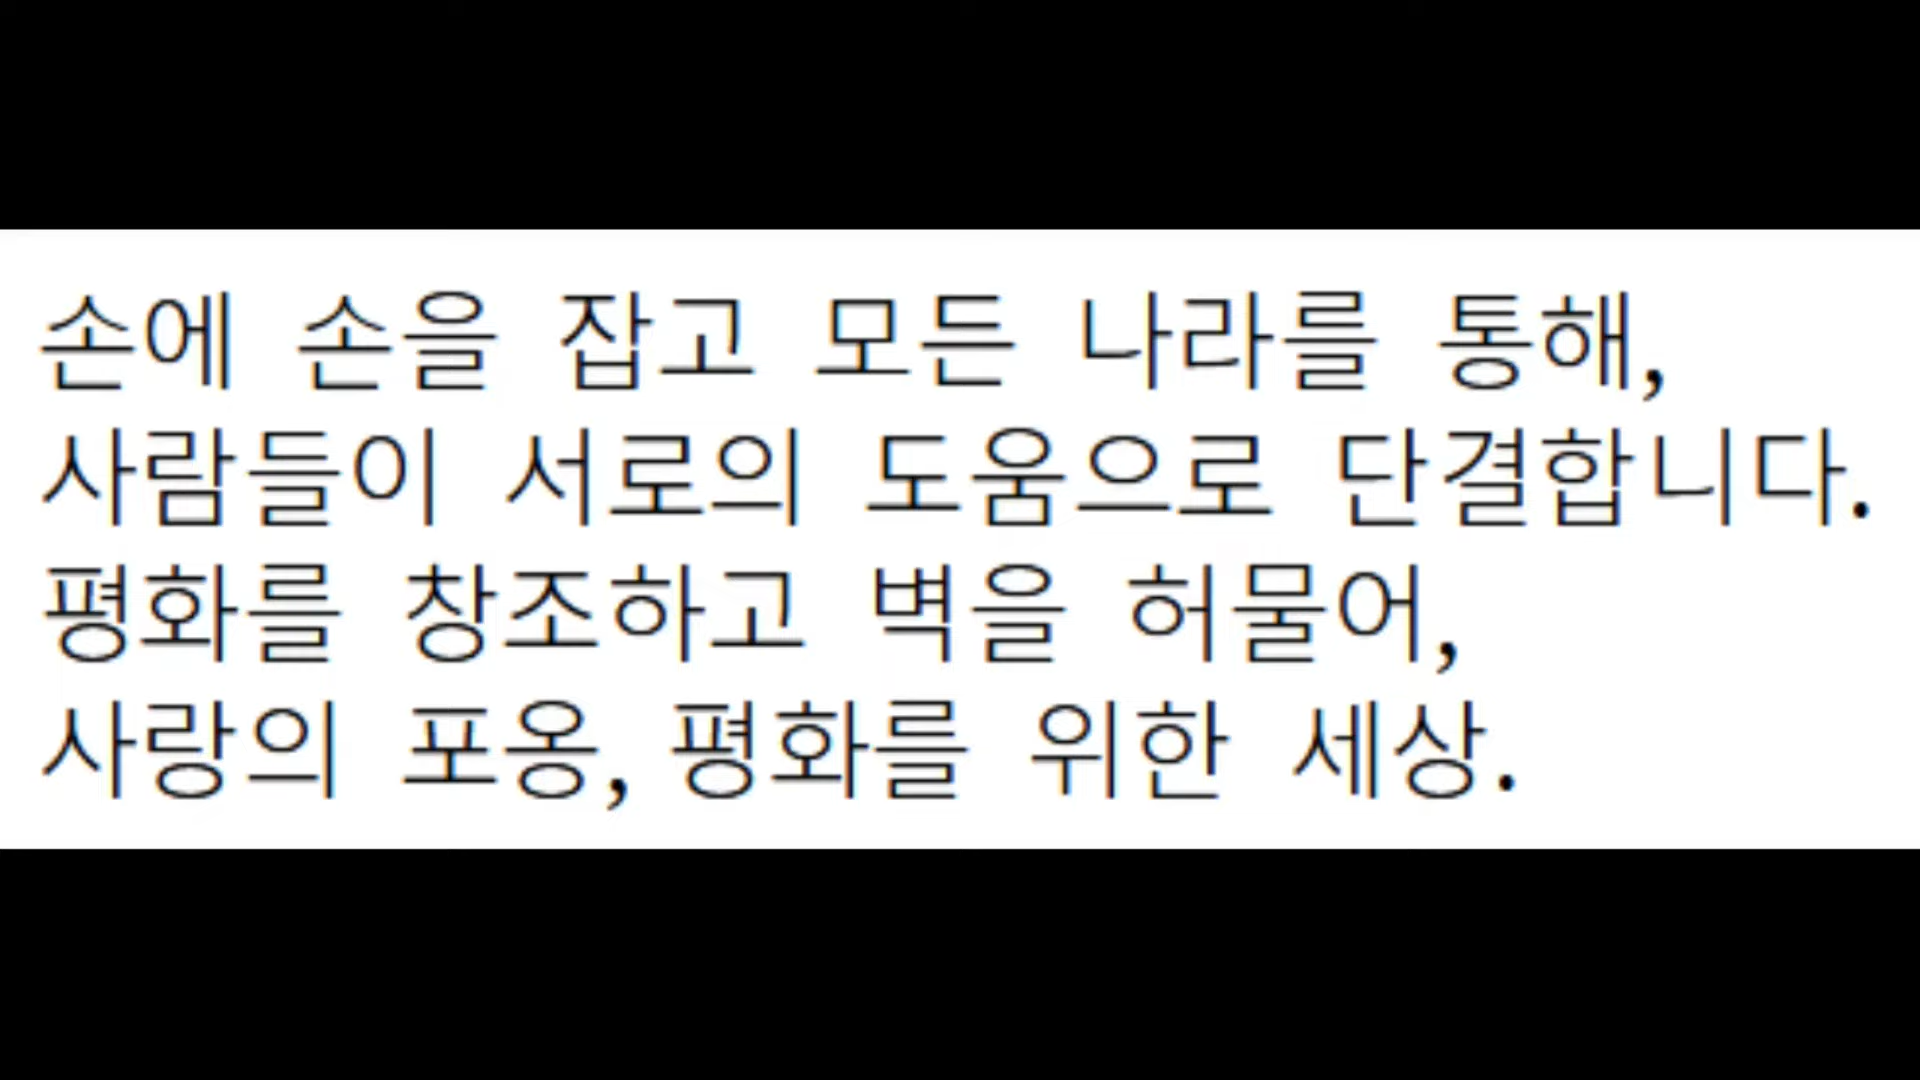 손에 손을 잡고 모든 나라를 통해,
사람들이 서로의 도움으로 단결합니다.
평화를 창조하고 벽을 허물어,
사랑의 포옹, 평화를 위한 세상.